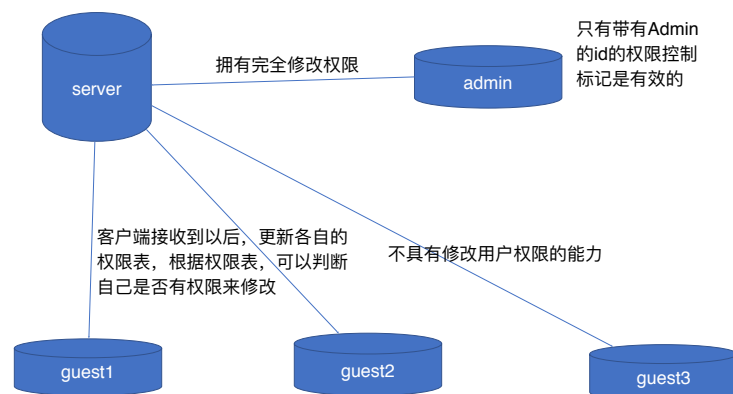 只有带有Admin
的id的权限控制
标记是有效的
拥有完全修改权限
server
admin
客户端接收到以后，更新各自的
权限表，根据权限表，可以判断
自己是否有权限来修改
不具有修改用户权限的能力
guest1
guest2
guest3